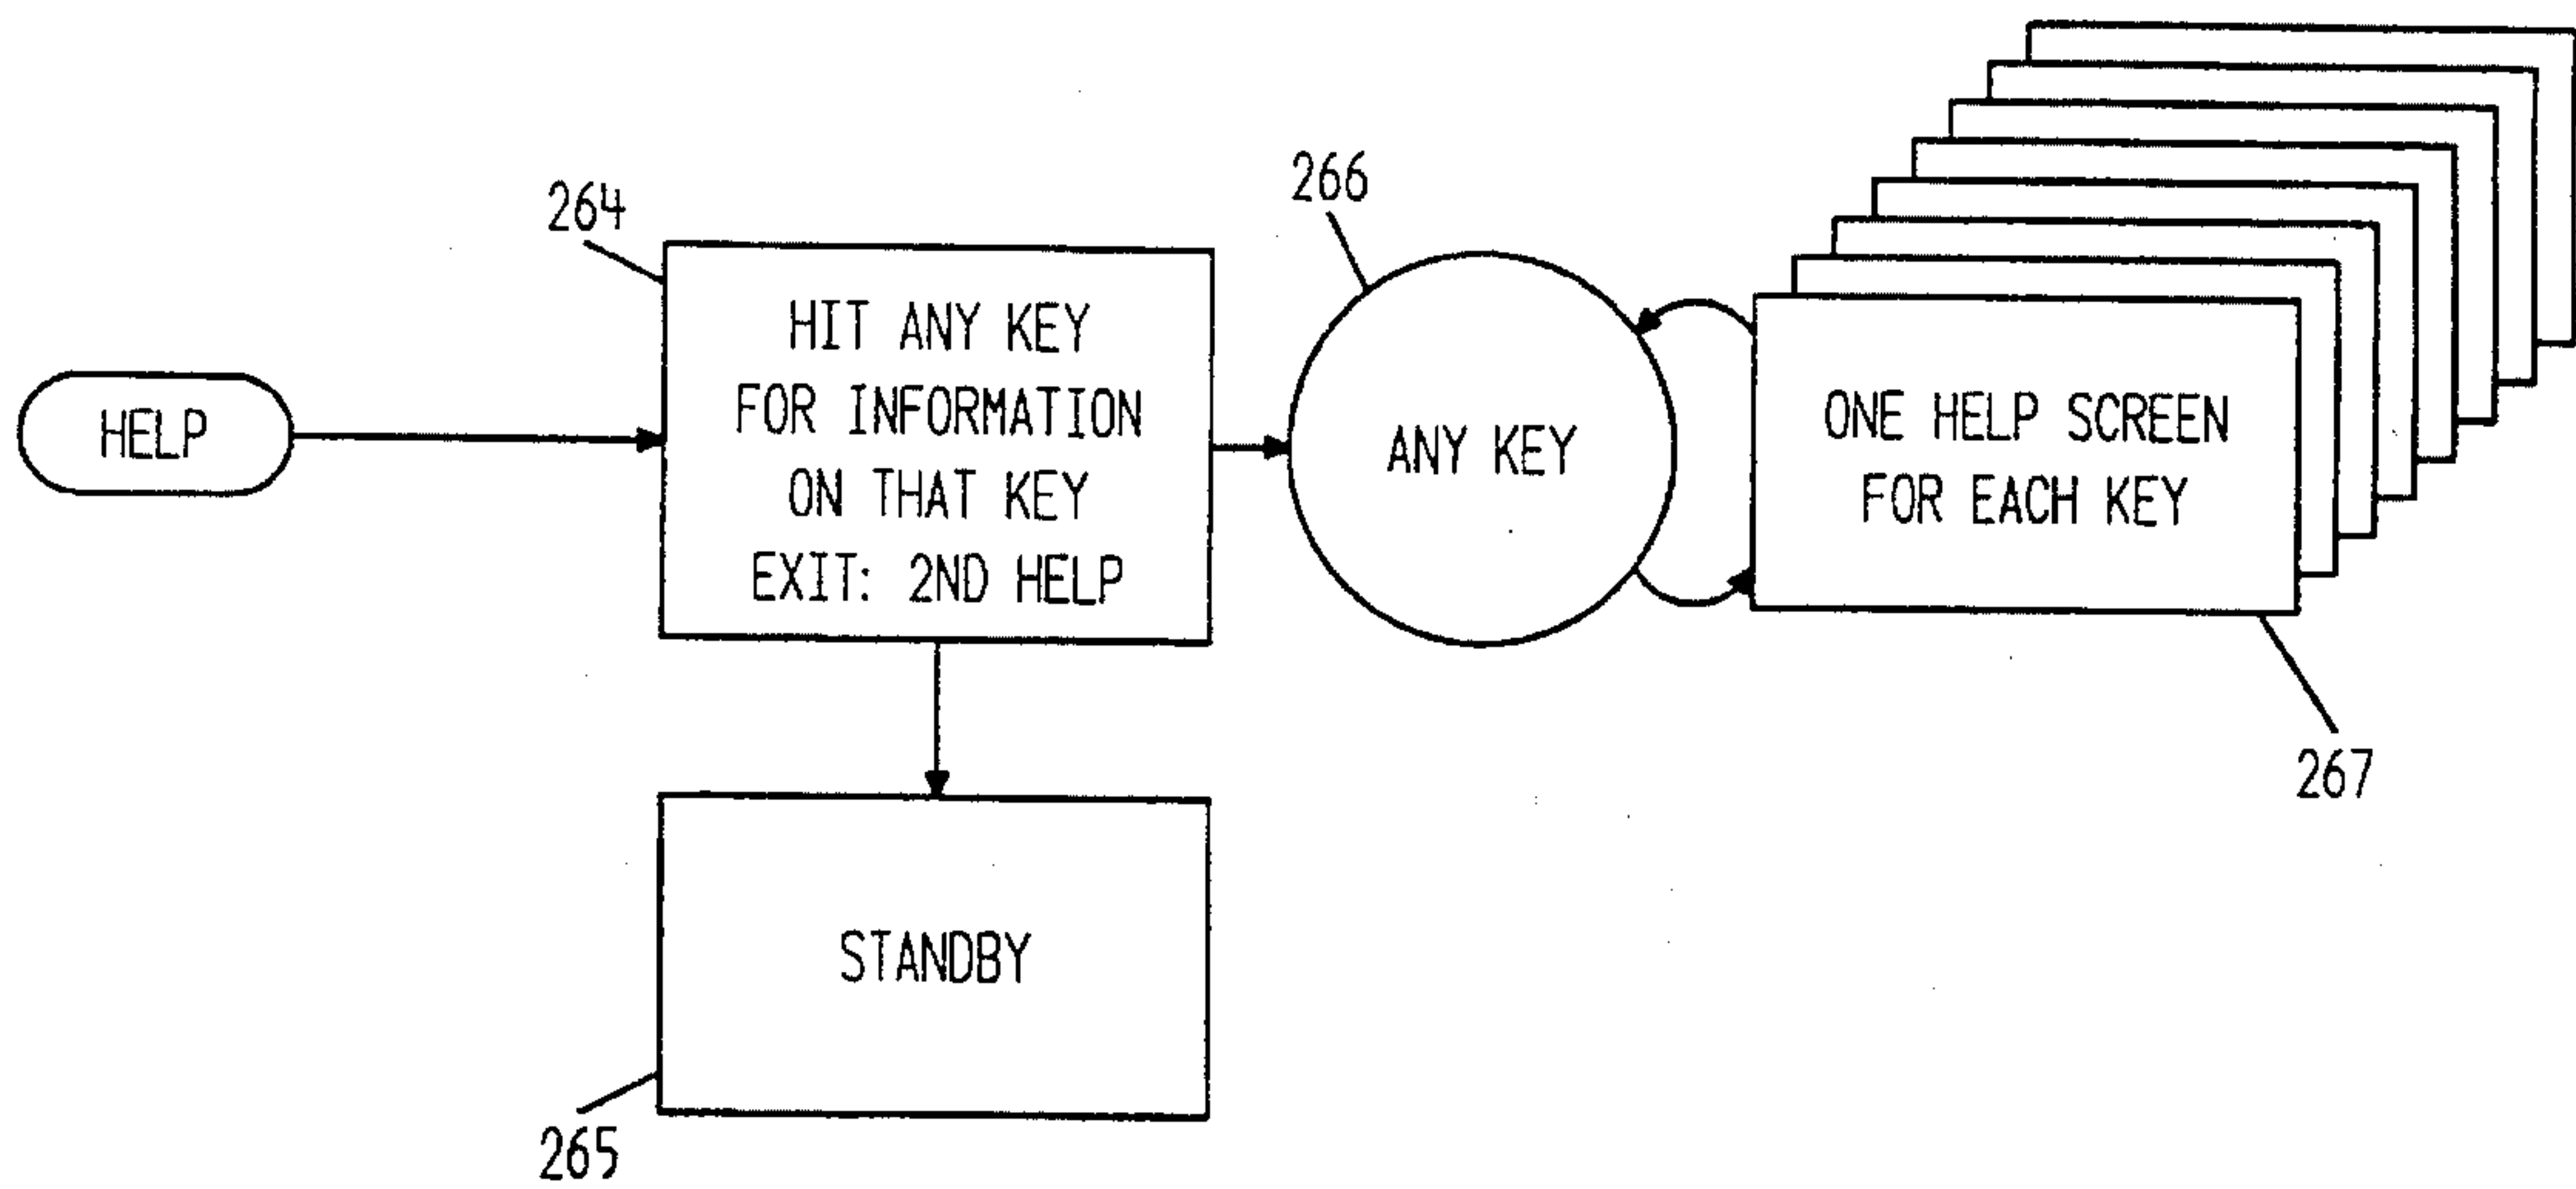 264
266
HELP
HIT ANY KEY
FOR INFORMATION
ON THAT KEY
EXIT: 2ND HELP
ANY KEY
ONE HELP SCREEN
FOR EACH KEY
267
STANDBY
265